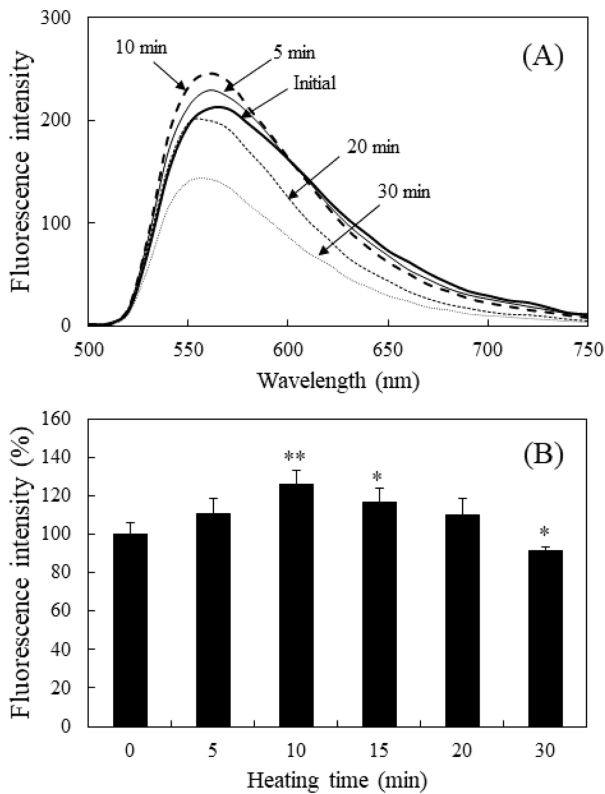 300
(A)
10 min
5 min
Initial
200
20 min
30 min
100
0
500
550
600
650
700
750
Fluorescence intensity
Wavelength (nm)
160
(B)
140
**
*
120
100
*
80
60
40
20
0
0
5
10
15
20
30
Fluorescence intensity (%)
Heating time (min)